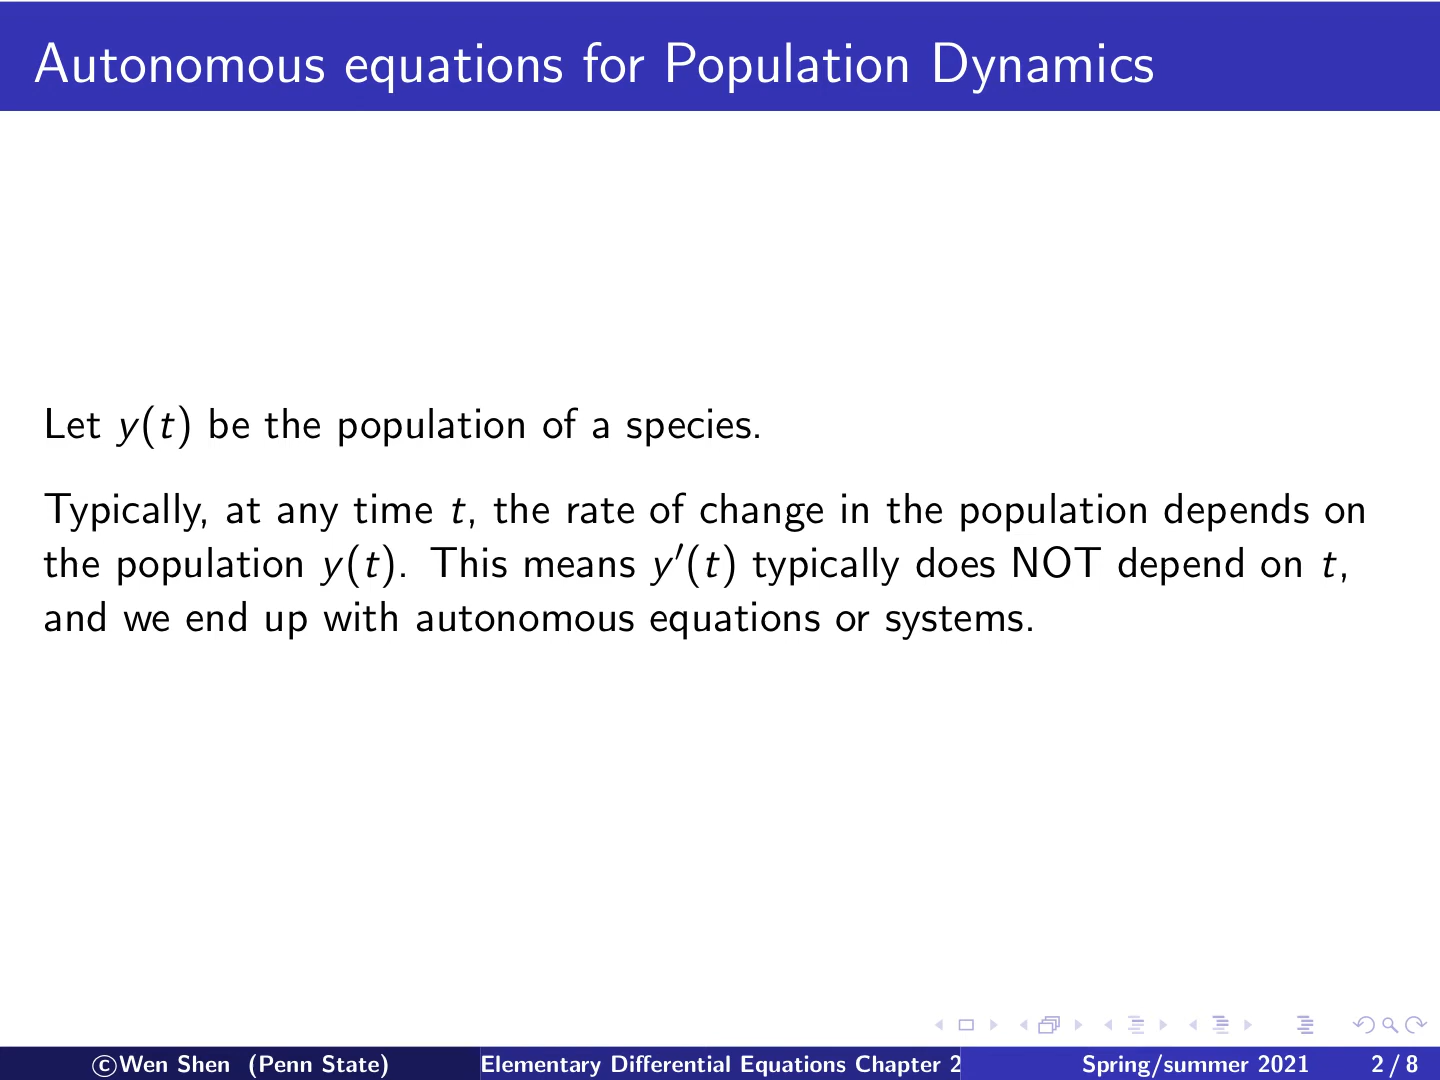 Autonomous equations for Population Dynamics
Let y(t) be the population of a species.
Typically, at any time t, the rate of change in the population depends on
the population y(t). This means y′(t) typically does NOT depend on t,
and we end up with autonomous equations or systems.
©Wen Shen (Penn State) Elementary Differential Equations Chapter 2 Spring/summer 2021 2 / 8